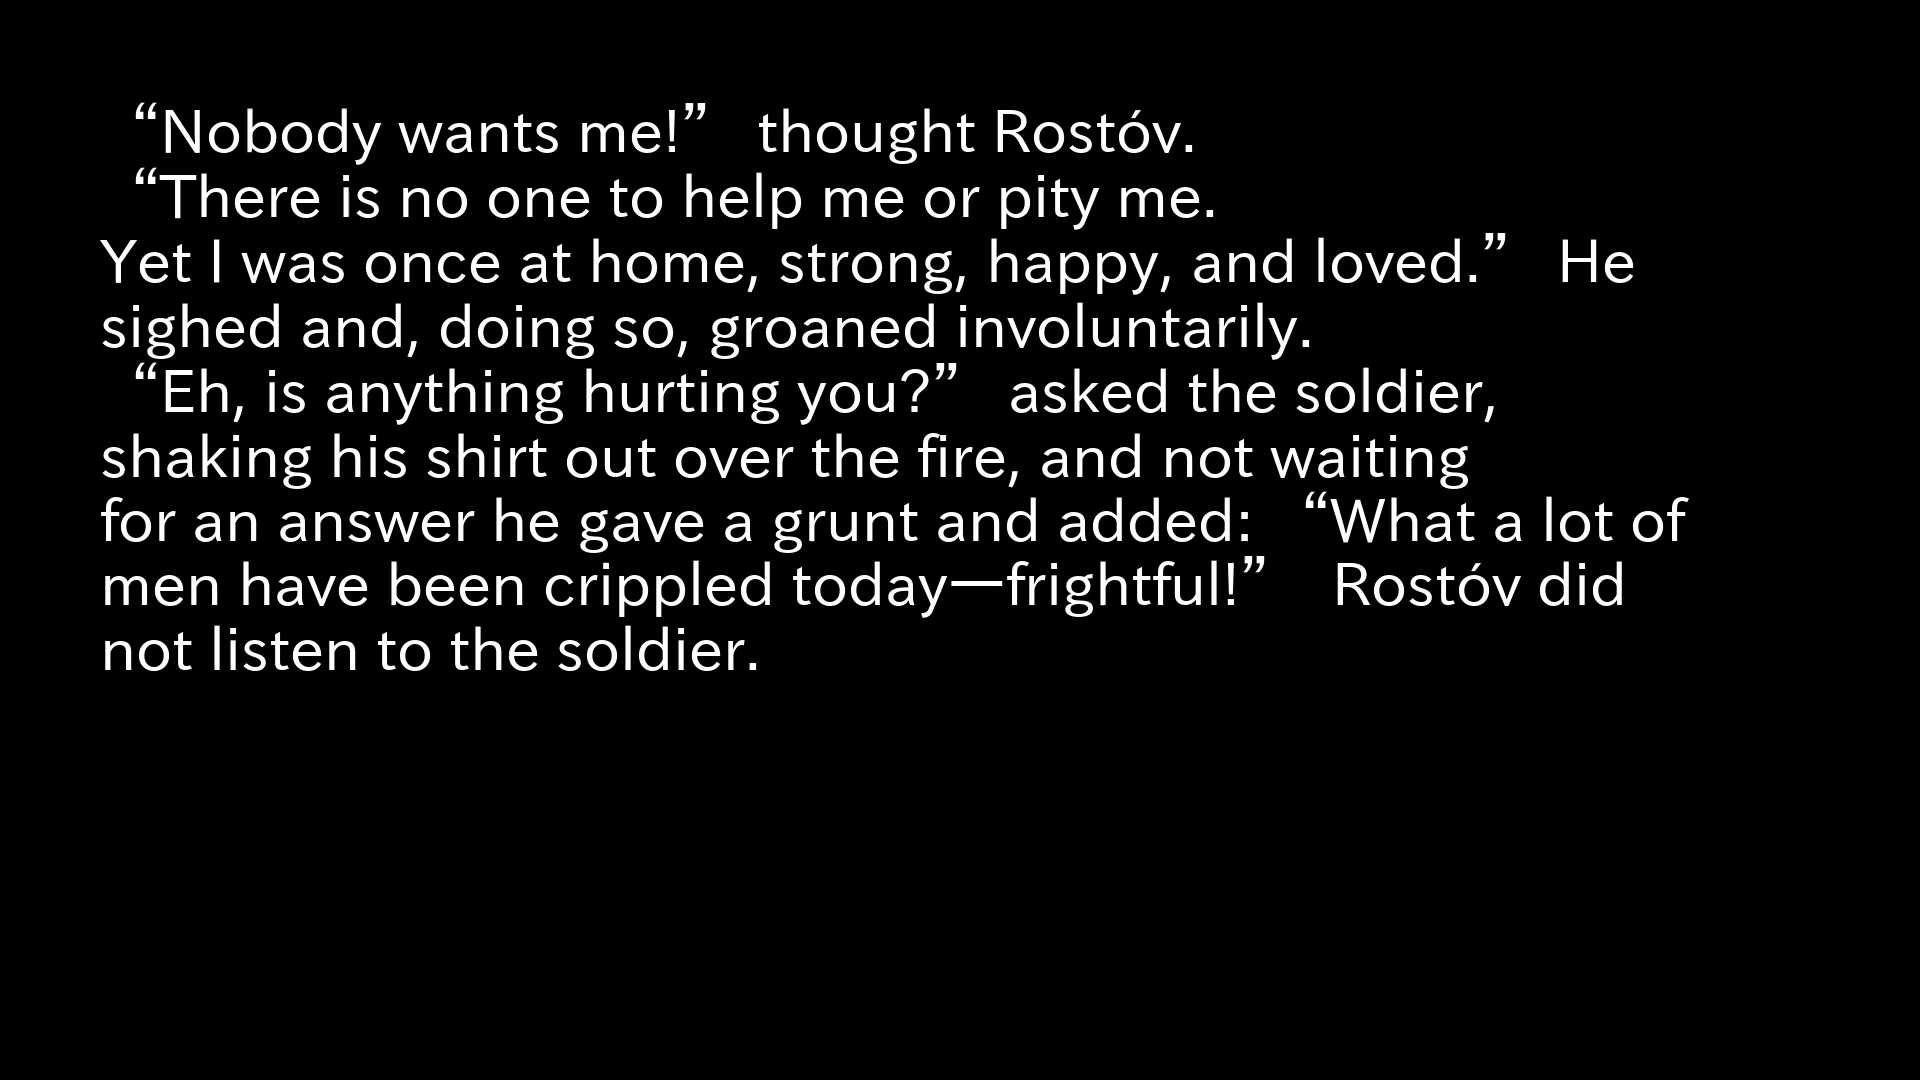 “Nobody wants me!” thought Rostóv.
“There is no one to help me or pity me.
Yet I was once at home, strong, happy, and loved.” He
sighed and, doing so, groaned involuntarily.
“Eh, is anything hurting you?” asked the soldier,
shaking his shirt out over the fire, and not waiting
for an answer he gave a grunt and added: “What a lot of
men have been crippled today—frightful!” Rostóv did
not listen to the soldier.